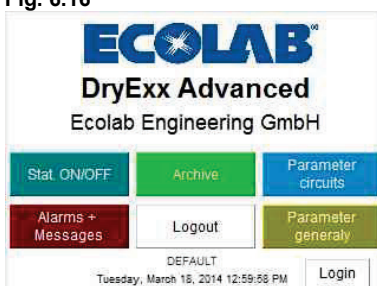 Fig. 6.16
ECOLAB®
DryExx Advanced
Ecolab Engineering GmbH
Stat. ON/OFF
Archive
Parameter
circuits
Alarms +
Messages
Logout
Parameter
generaly
DEFAULT
Tuesday, March 18, 2014 12:59:58 PM
Login